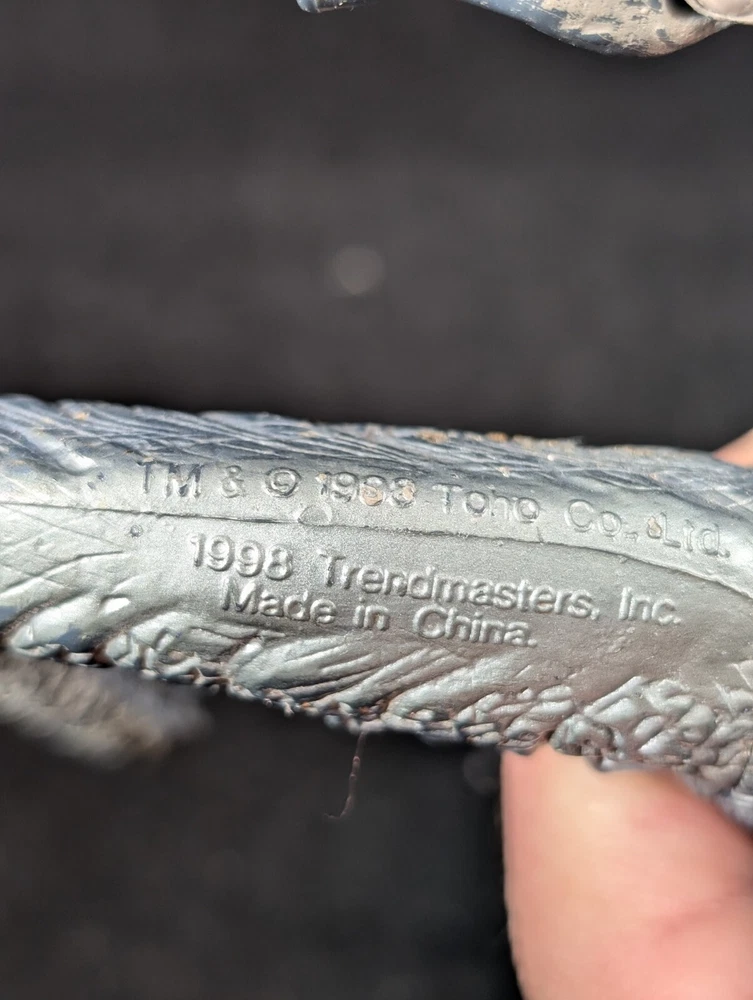 TM & © 1998 Toho Co., Ltd.
1998 Trendmasters, Inc.
Made in China.